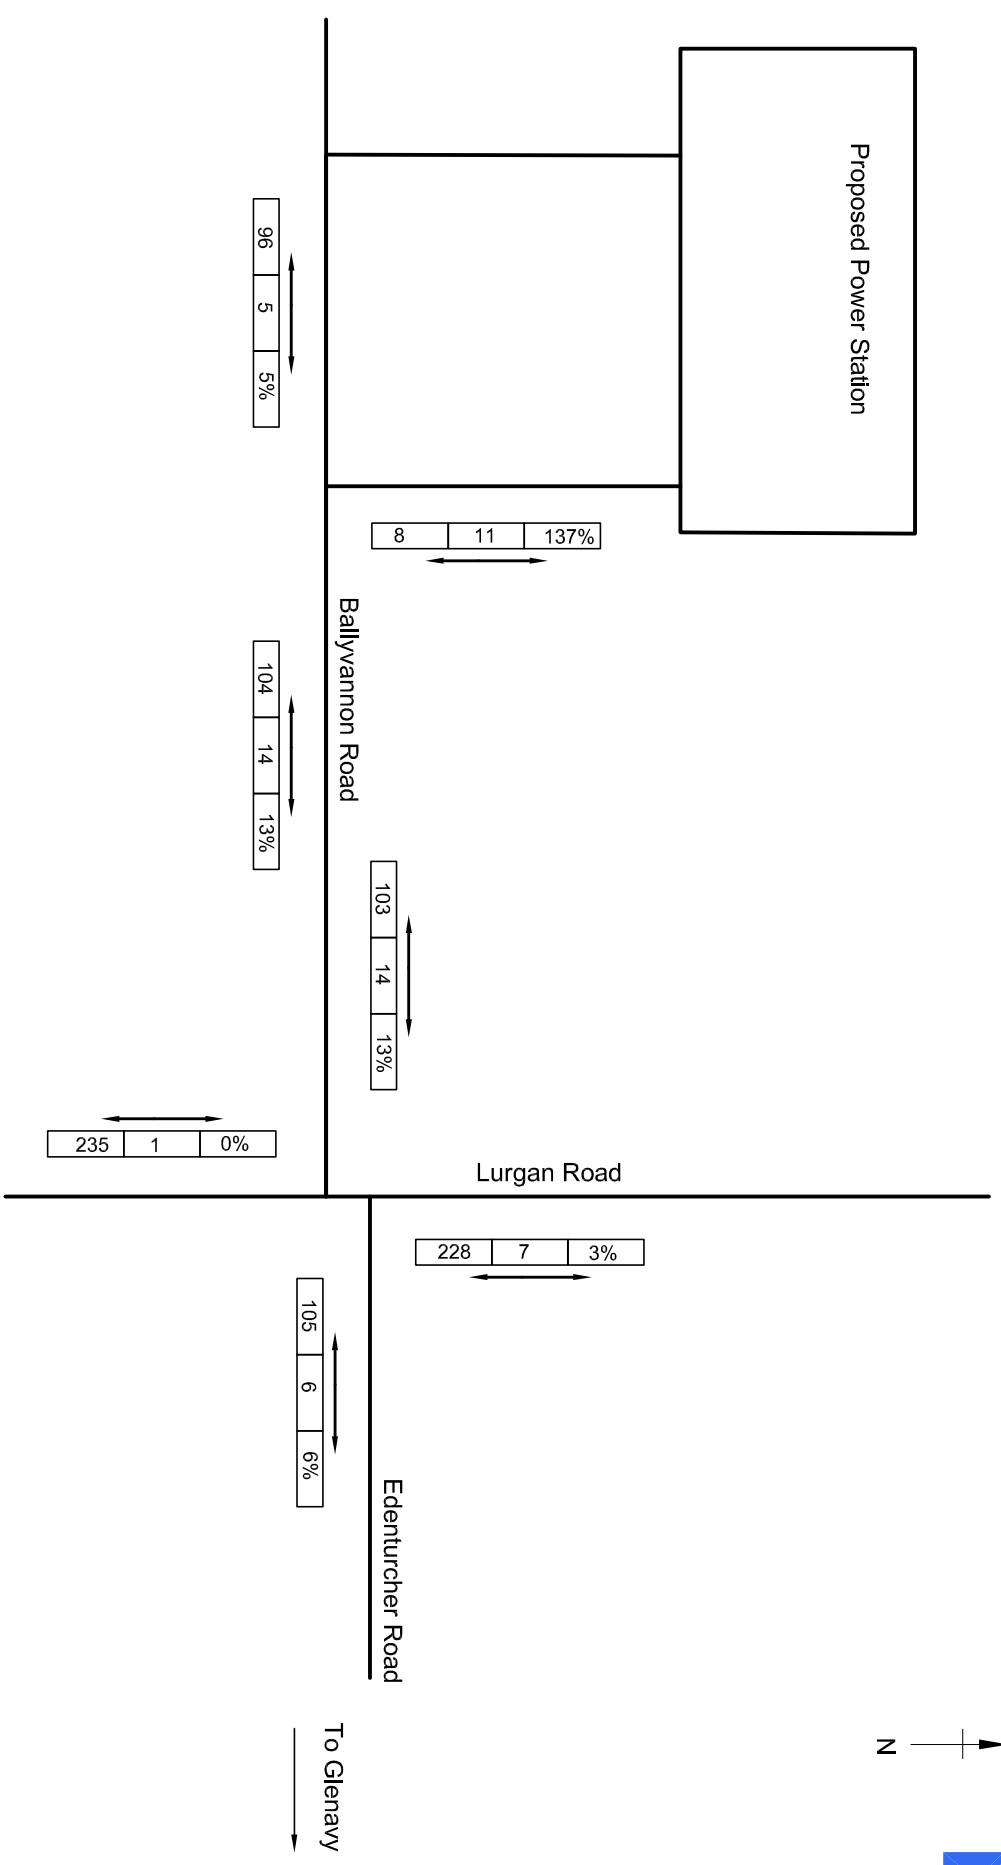 Proposed Power Station
96 5 5%
8 11 137%
Ballyvannon Road
104 14 13%
103 14 13%
235 1 0%
Lurgan Road
228 7 3%
105 6 6%
Edenturcher Road
To Glenavy
N